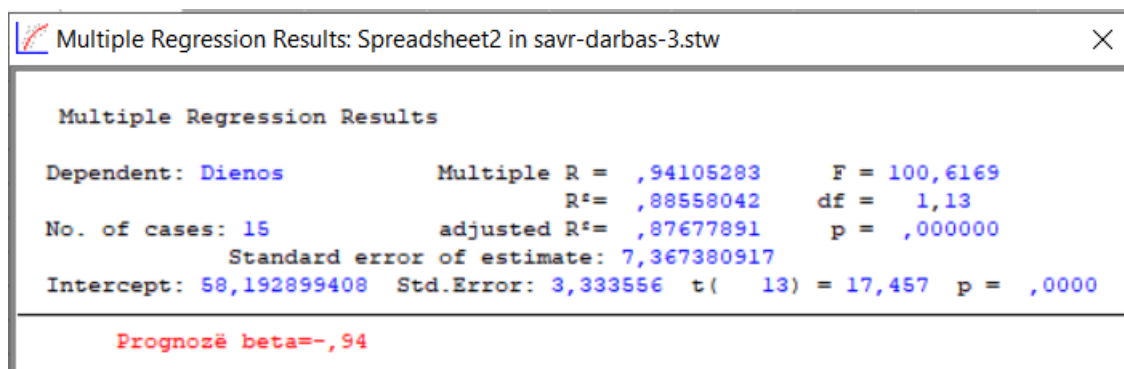 Multiple Regression Results: Spreadsheet2 in savr-darbas-3.stw
Multiple Regression Results
Dependent: Dienos Multiple R = ,94105283 F = 100,6169
R²= ,88558042 df = 1,13
No. of cases: 15 adjusted R²= ,87677891 p = ,000000
Standard error of estimate: 7,367380917
Intercept: 58,192899408 Std.Error: 3,333556 t( 13) = 17,457 p = ,0000
Prognozë beta=-,94